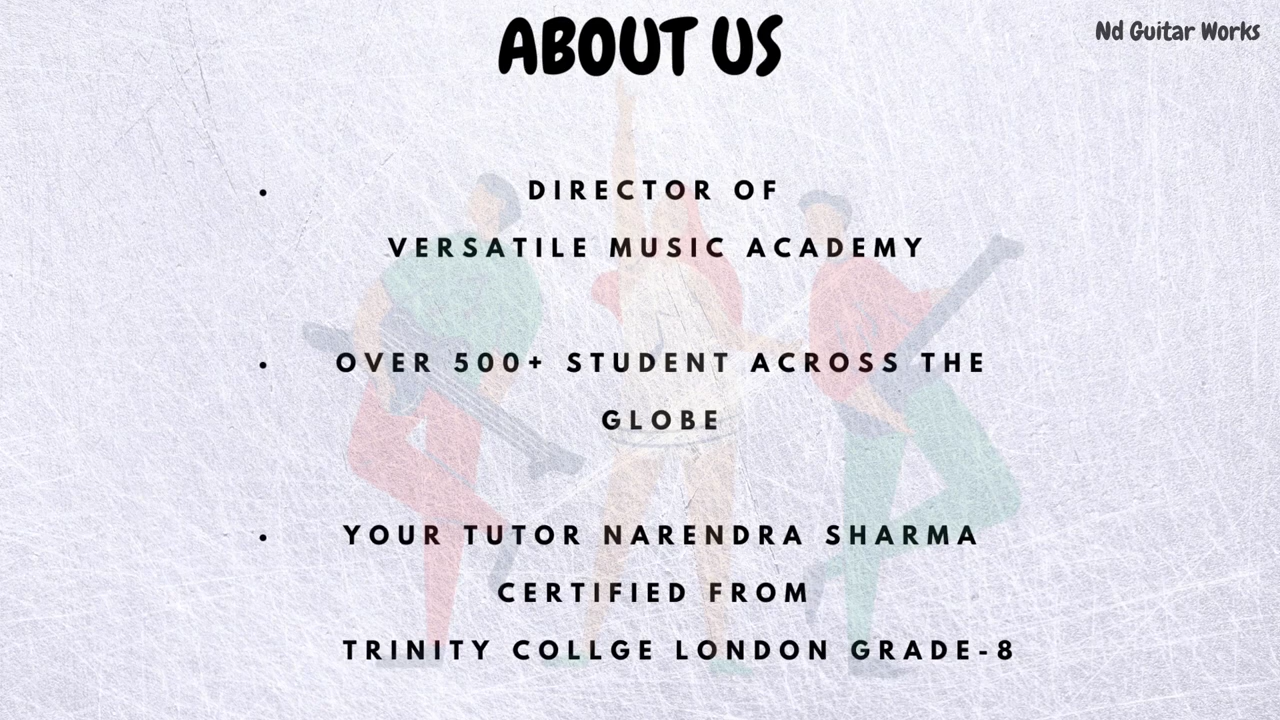 ABOUT US
Nd Guitar Works
• DIRECTOR OF
VERSATILE MUSIC ACADEMY
• OVER 500+ STUDENT ACROSS THE
GLOBE
• YOUR TUTOR NARENDRA SHARMA
CERTIFIED FROM
TRINITY COLLGE LONDON GRADE-8